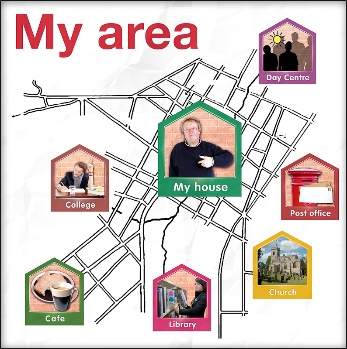 My area
Day Centre
My house
College
Post office
Church
Cafe
Library